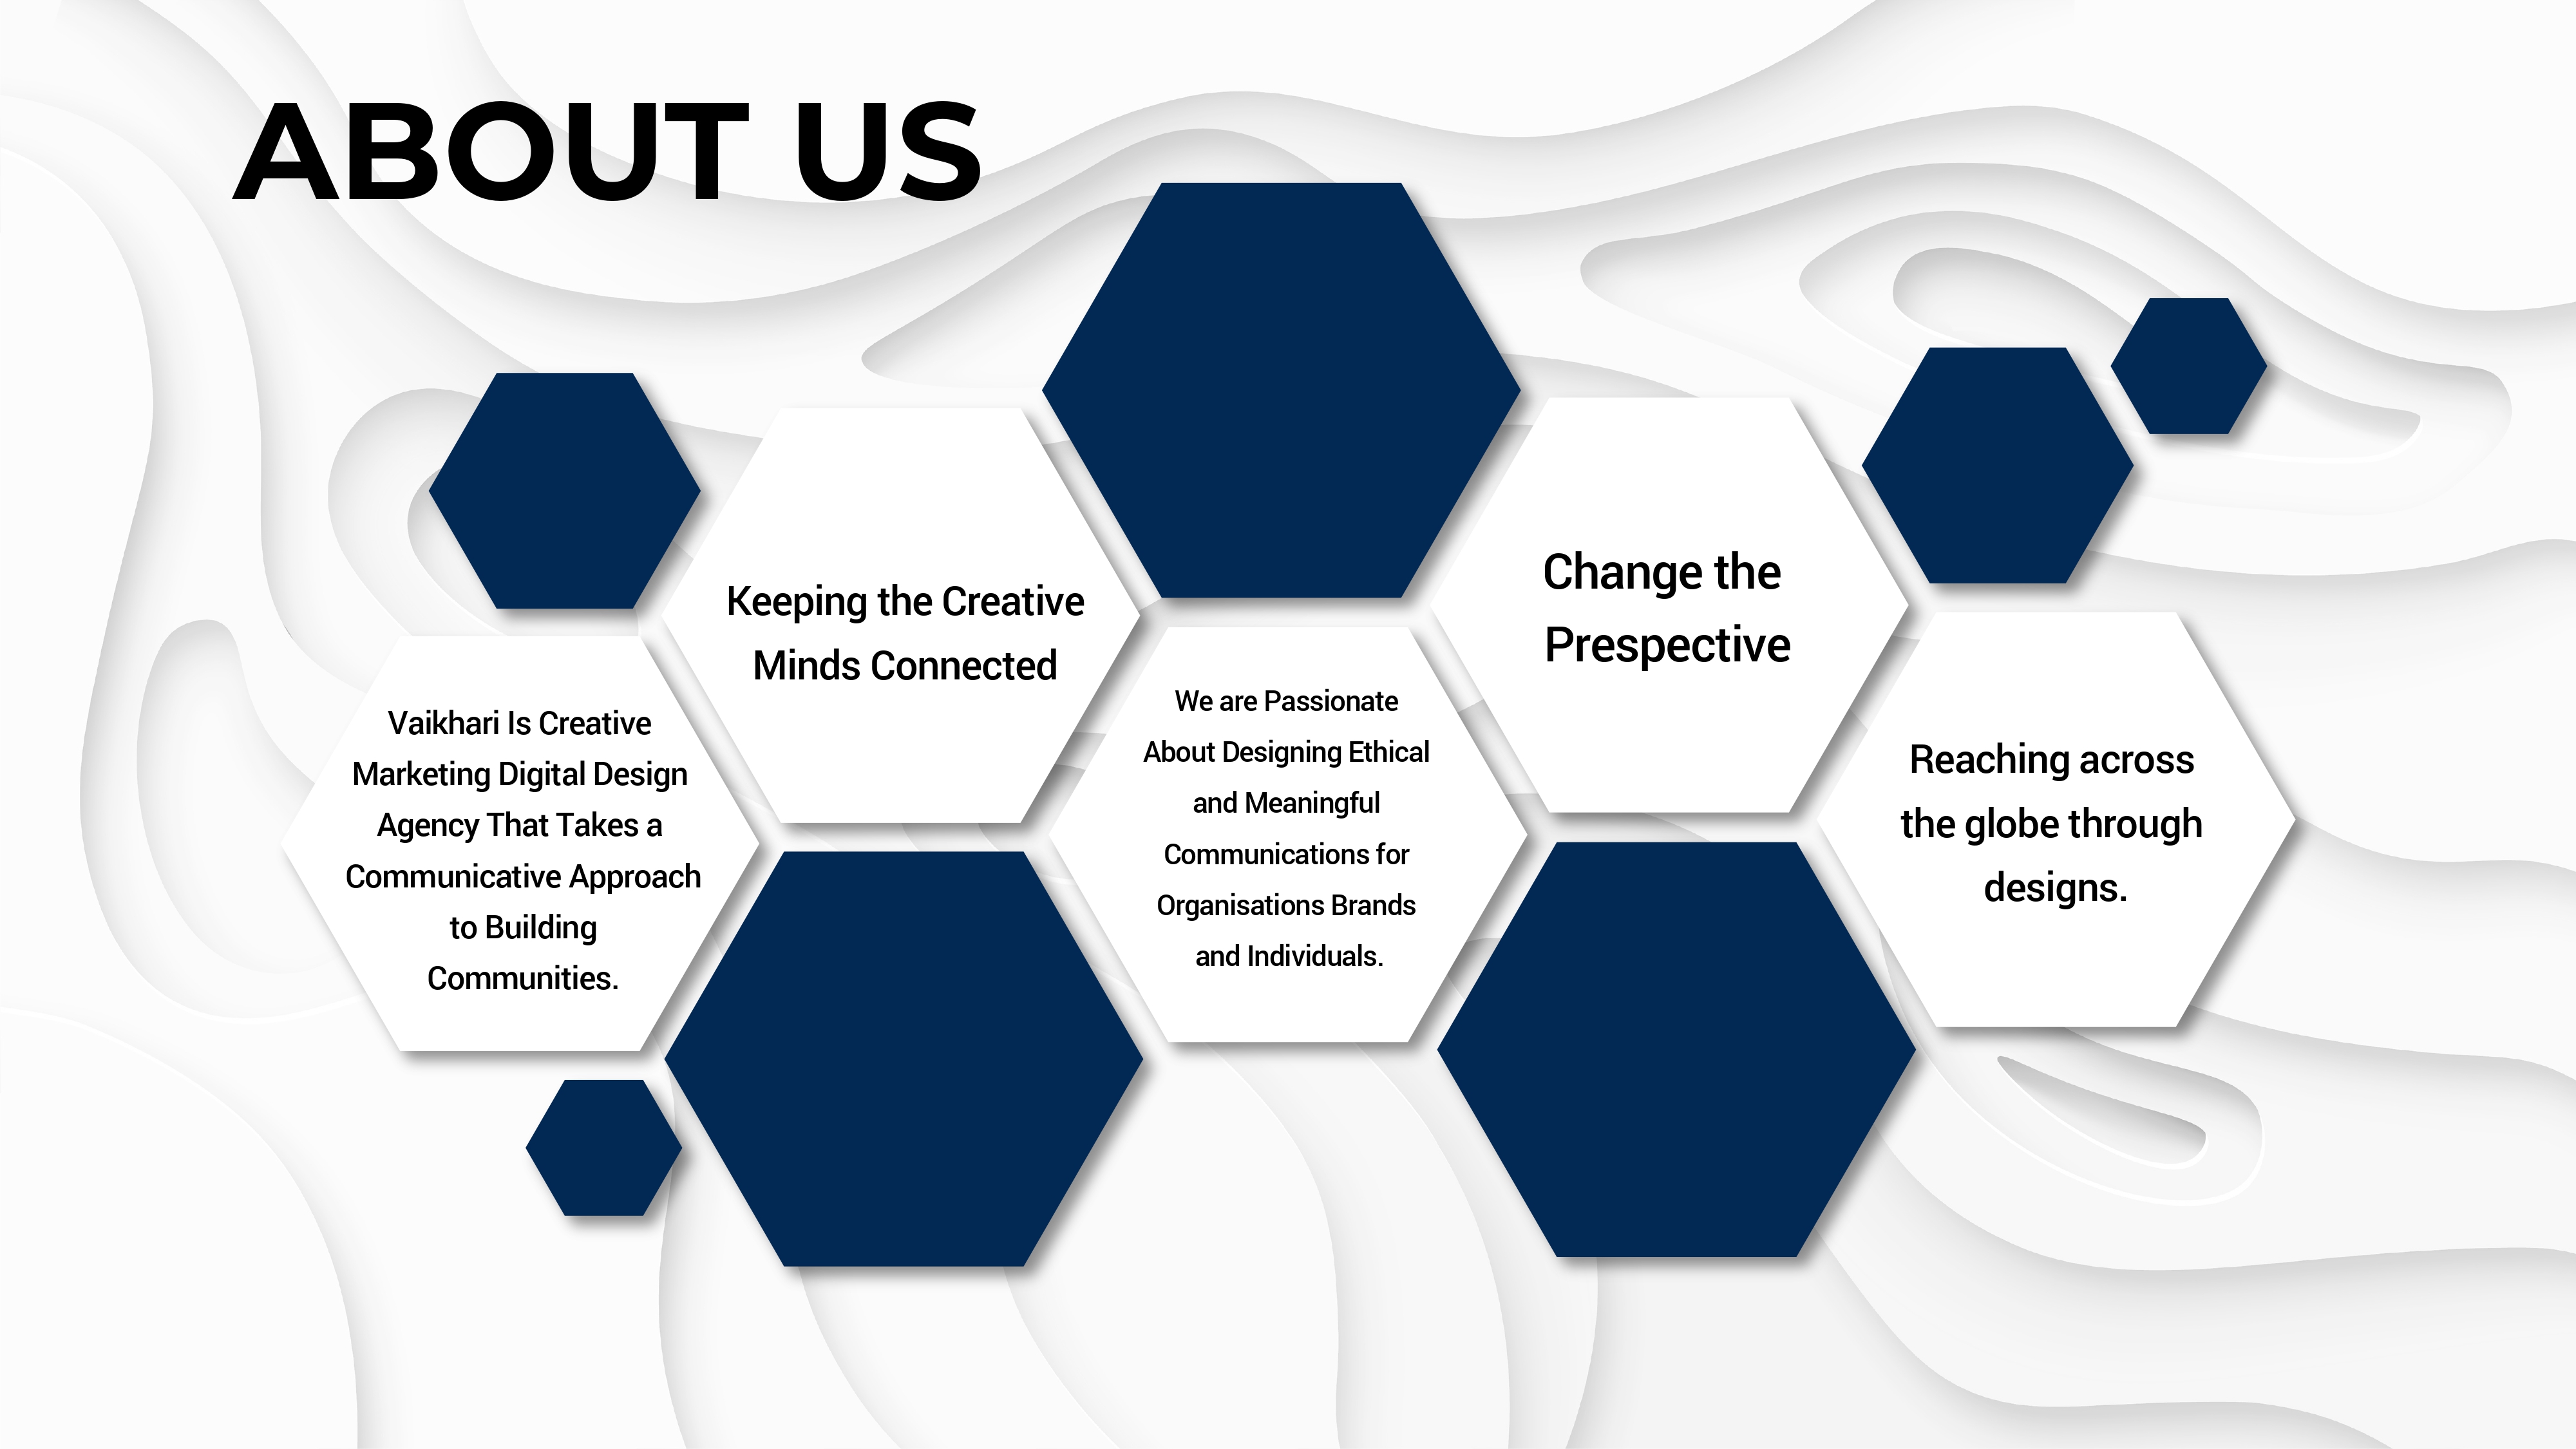 ABOUT US
Keeping the Creative
Minds Connected
Change the
Prespective
Vaikhari Is Creative
Marketing Digital Design
Agency That Takes a
Communicative Approach
to Building
Communities.
We are Passionate
About Designing Ethical
and Meaningful
Communications for
Organisations Brands
and Individuals.
Reaching across
the globe through
designs.